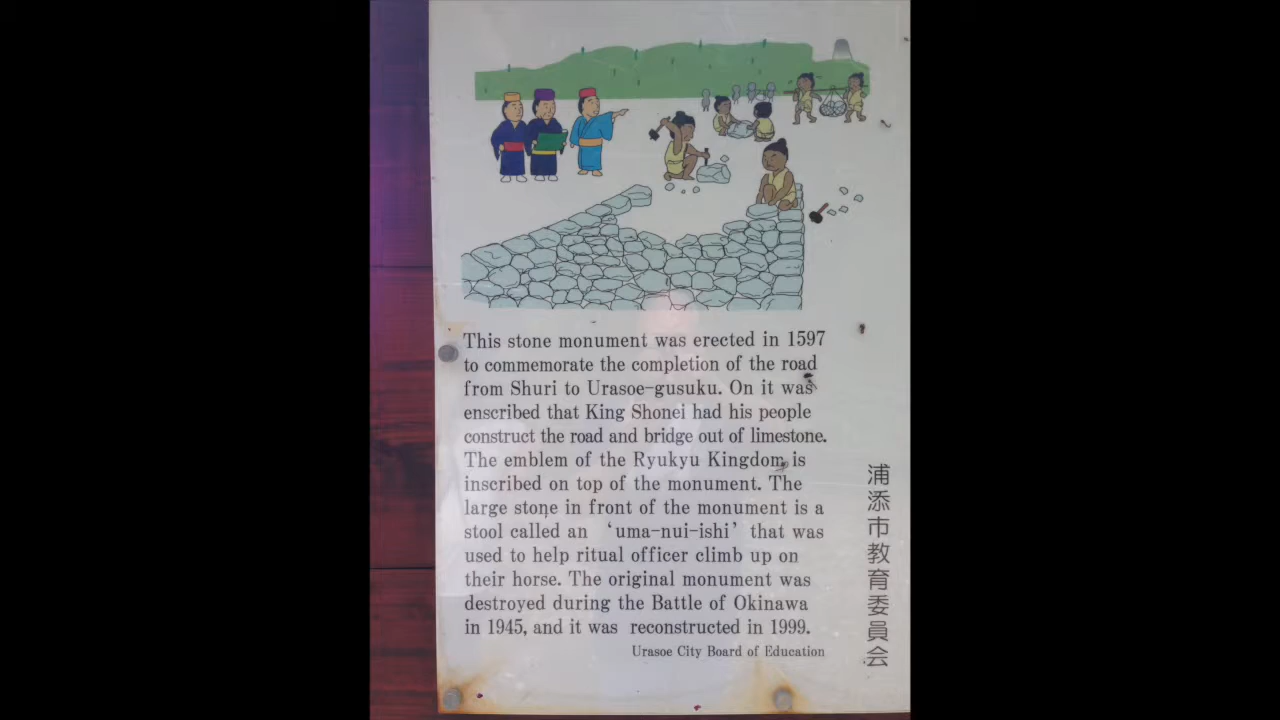 This stone monument was erected in 1597
to commemorate the completion of the road
from Shuri to Urasoe-gusuku. On it was
enscribed that King Shonei had his people
construct the road and bridge out of limestone.
The emblem of the Ryukyu Kingdom is
inscribed on top of the monument. The
large stone in front of the monument is a
stool called an ‘uma-nui-ishi’ that was
used to help ritual officer climb up on
their horse. The original monument was
destroyed during the Battle of Okinawa
in 1945, and it was reconstructed in 1999.
Urasoe City Board of Education
浦添市教育委員会